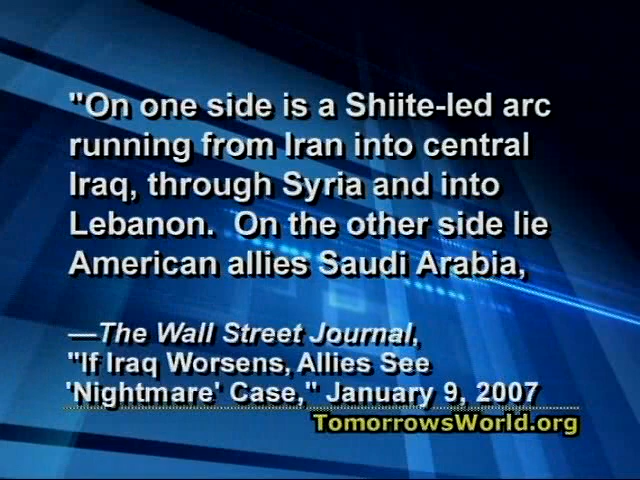 "On one side is a Shiite-led arc
running from Iran into central
Iraq, through Syria and into
Lebanon.  On the other side lie
American allies Saudi Arabia,
—The Wall Street Journal,
"If Iraq Worsens, Allies See
'Nightmare' Case," January 9, 2007
TomorrowsWorld.org